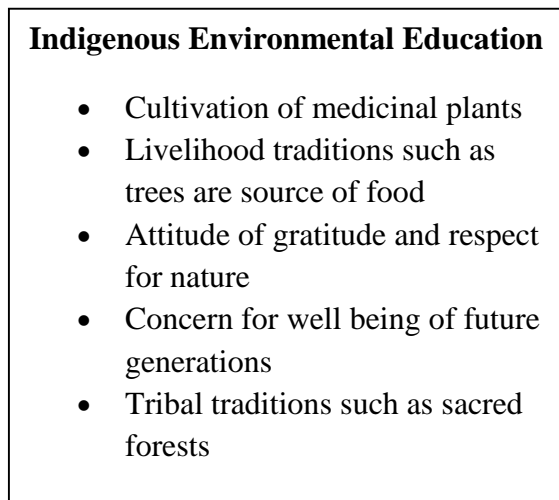 Indigenous Environmental Education
• Cultivation of medicinal plants
• Livelihood traditions such as
trees are source of food
• Attitude of gratitude and respect
for nature
• Concern for well being of future
generations
• Tribal traditions such as sacred
forests